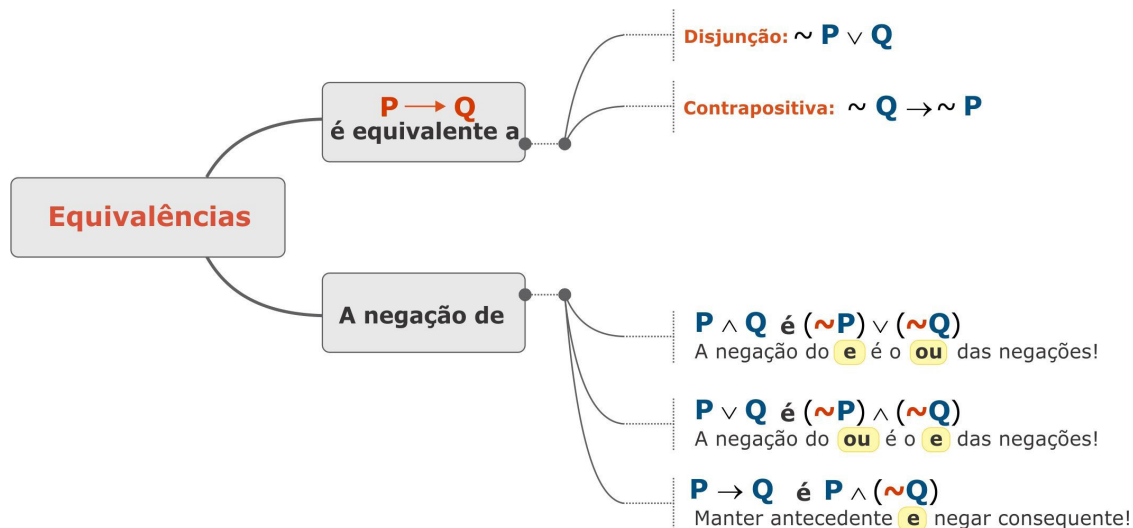 Disjunção: ~ P ∨ Q
P → Q
é equivalente a
Contrapositiva: ~ Q → ~ P
Equivalências
A negação de
P ∧ Q é (~P) ∨ (~Q)
A negação do e é o ou das negações!
P ∨ Q é (~P) ∧ (~Q)
A negação do ou é o e das negações!
P → Q é P ∧ (~Q)
Manter antecedente e negar consequente!